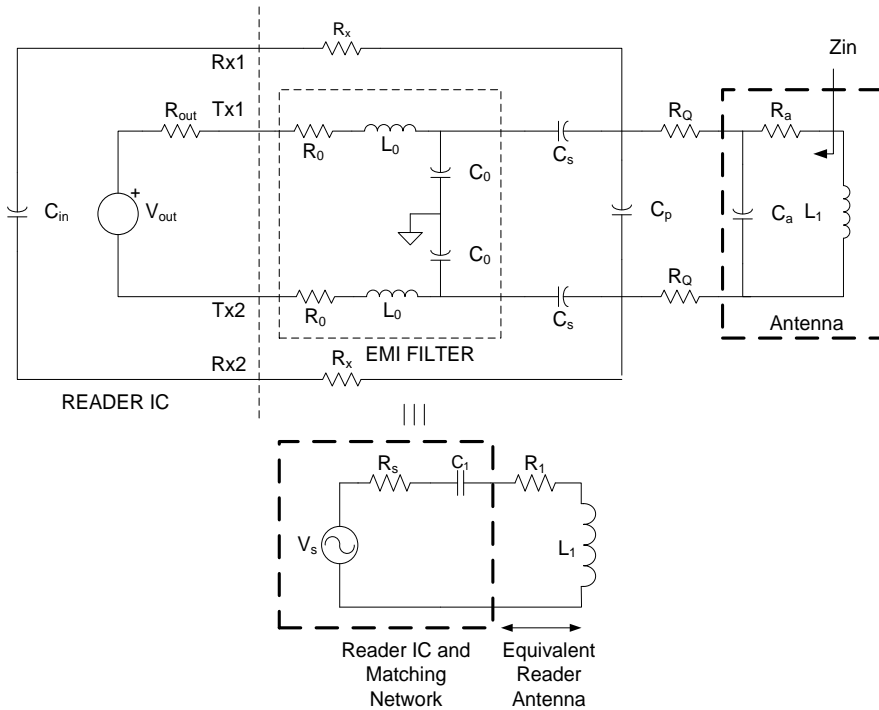 Rx
Rx1
Zin
Rout
Tx1
RQ
Ra
R0
L0
Cs
C0
Cin
+
Vout
Cp
Ca
L1
C0
RQ
Tx2
R0
L0
Cs
Antenna
Rx2
Rx
EMI FILTER
READER IC
Rs
C1
R1
Vs
L1
Reader IC and
Matching
Network
Equivalent
Reader
Antenna